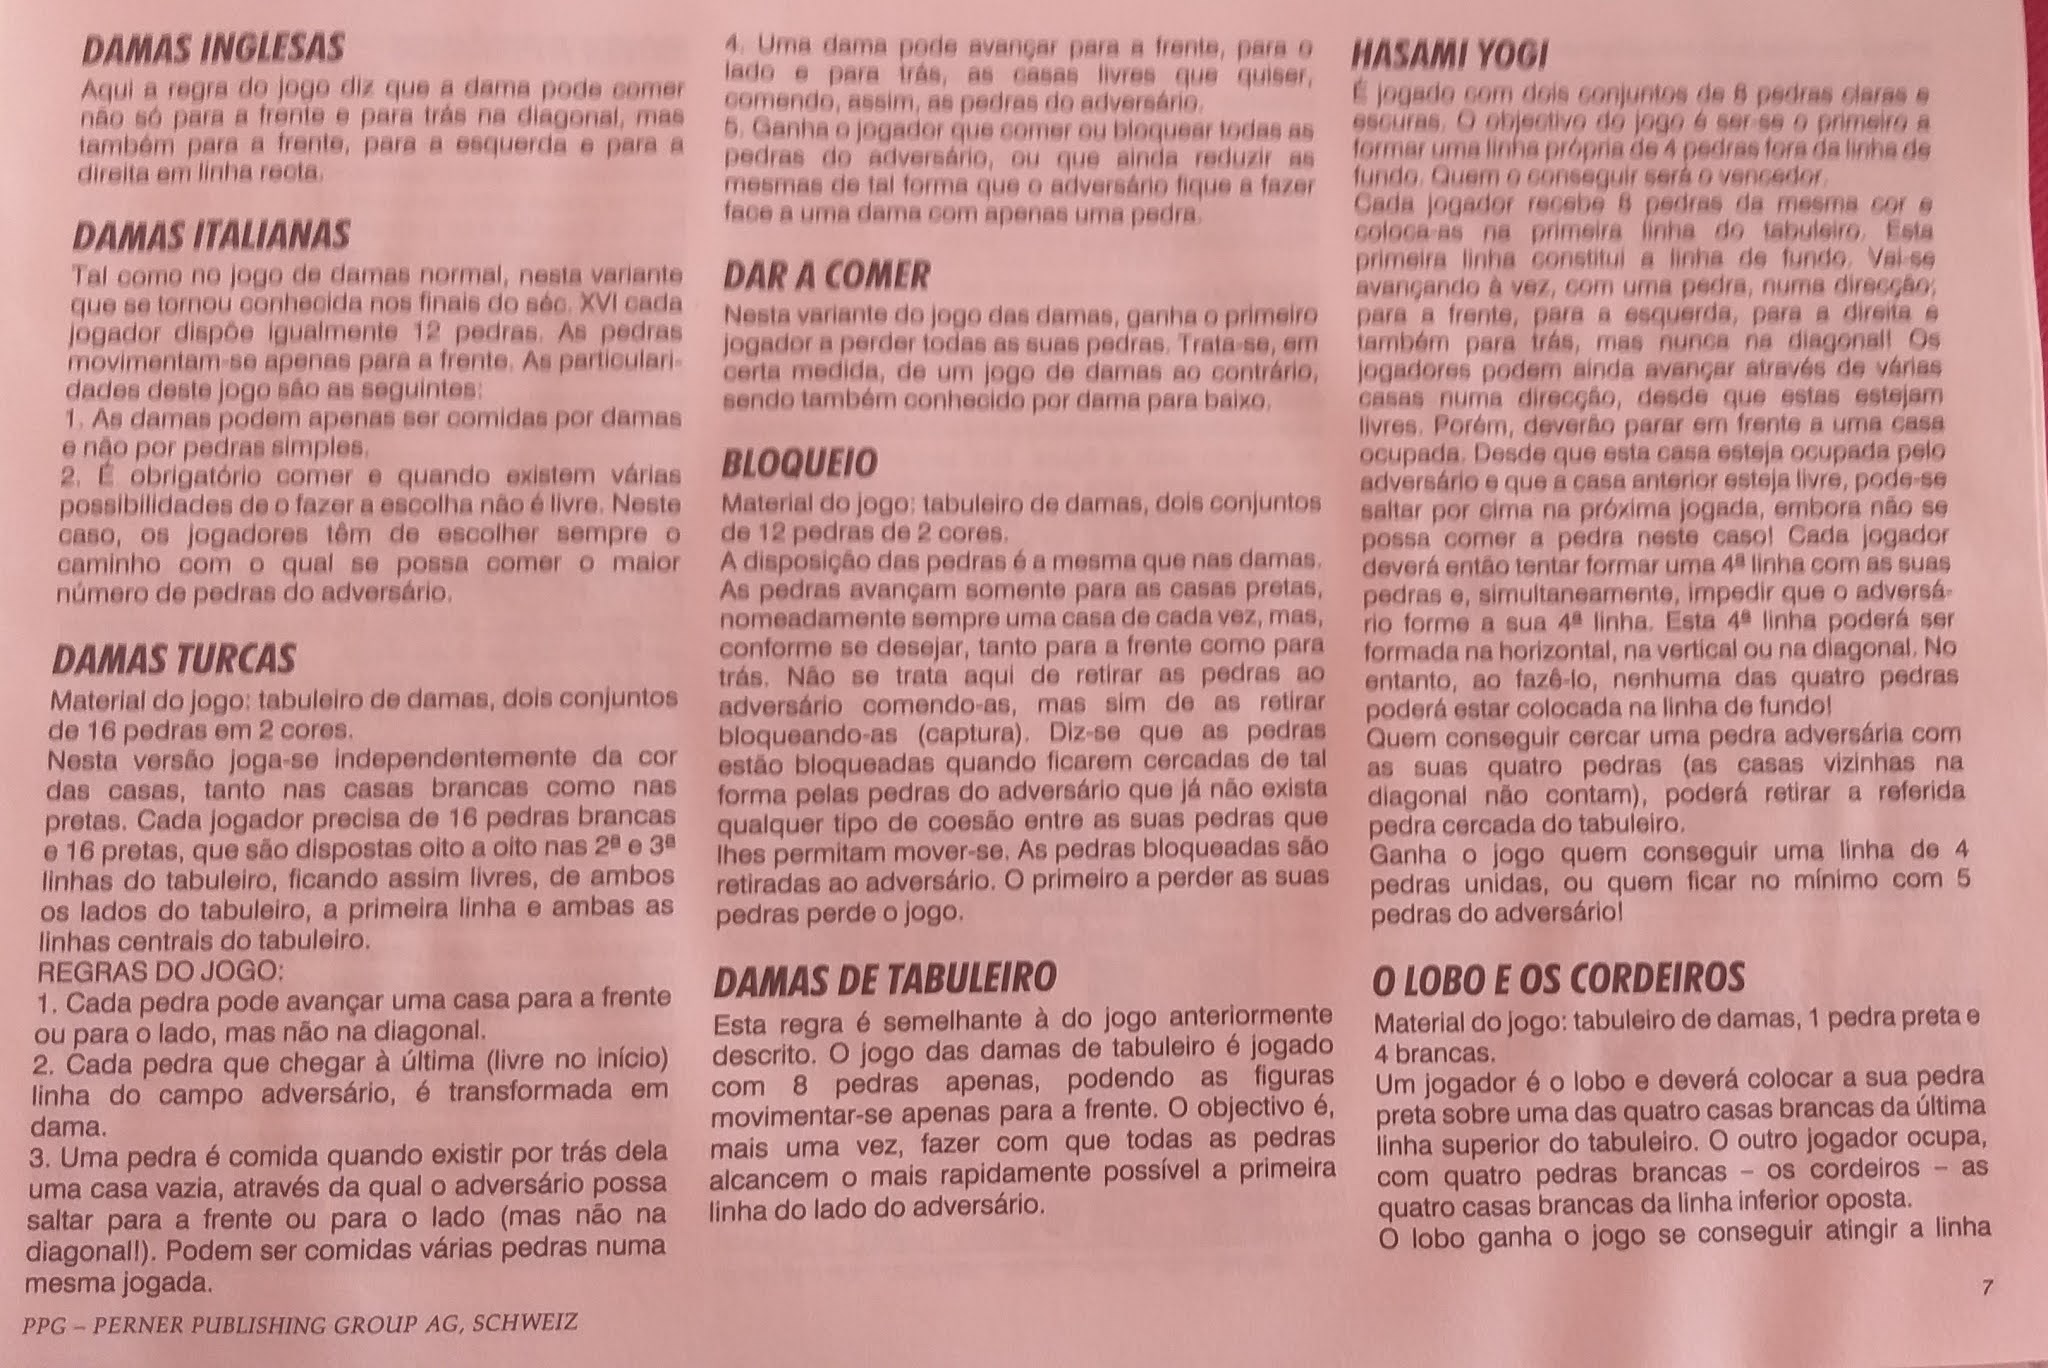 DAMAS INGLESAS
Aqui a regra do jogo diz que a dama pode comer
não só para a frente e para trás na diagonal, mas
também para a frente, para a esquerda e para a
direita em linha recta.
DAMAS ITALIANAS
Tal como no jogo de damas normal, nesta variante
que se tornou conhecida nos finais do séc. XVI cada
jogador dispõe igualmente 12 pedras. As pedras
movimentam-se apenas para a frente. As particulari-
dades deste jogo são as seguintes:
1. As damas podem apenas ser comidas por damas
e não por pedras simples.
2. É obrigatório comer e quando existem várias
possibilidades de o fazer a escolha não é livre. Neste
caso, os jogadores têm de escolher sempre o
caminho com o qual se possa comer o maior
número de pedras do adversário.
DAMAS TURCAS
Material do jogo: tabuleiro de damas, dois conjuntos
de 16 pedras em 2 cores.
Nesta versão joga-se independentemente da cor
das casas, tanto nas casas brancas como nas
pretas. Cada jogador precisa de 16 pedras brancas
e 16 pretas, que são dispostas oito a oito nas 2ª e 3ª
linhas do tabuleiro, ficando assim livres, de ambos
os lados do tabuleiro, a primeira linha e ambas as
linhas centrais do tabuleiro.
REGRAS DO JOGO:
1. Cada pedra pode avançar uma casa para a frente
ou para o lado, mas não na diagonal.
2. Cada pedra que chegar à última (livre no início)
linha do campo adversário, é transformada em
dama.
3. Uma pedra é comida quando existir por trás dela
uma casa vazia, através da qual o adversário possa
saltar para a frente ou para o lado (mas não na
diagonal!). Podem ser comidas várias pedras numa
mesma jogada.
4. Uma dama pode avançar para a frente, para o
lado e para trás, as casas livres que quiser,
comendo, assim, as pedras do adversário.
5. Ganha o jogador que comer ou bloquear todas as
pedras do adversário, ou que ainda reduzir as
mesmas de tal forma que o adversário fique a fazer
face a uma dama com apenas uma pedra.
DAR A COMER
Nesta variante do jogo das damas, ganha o primeiro
jogador a perder todas as suas pedras. Trata-se, em
certa medida, de um jogo de damas ao contrário,
sendo também conhecido por dama para baixo.
BLOQUEIO
Material do jogo: tabuleiro de damas, dois conjuntos
de 12 pedras de 2 cores.
A disposição das pedras é a mesma que nas damas.
As pedras avançam somente para as casas pretas,
nomeadamente sempre uma casa de cada vez, mas,
conforme se desejar, tanto para a frente como para
trás. Não se trata aqui de retirar as pedras ao
adversário comendo-as, mas sim de as retirar
bloqueando-as (captura). Diz-se que as pedras
estão bloqueadas quando ficarem cercadas de tal
forma pelas pedras do adversário que já não exista
qualquer tipo de coesão entre as suas pedras que
lhes permitam mover-se. As pedras bloqueadas são
retiradas ao adversário. O primeiro a perder as suas
pedras perde o jogo.
DAMAS DE TABULEIRO
Esta regra é semelhante à do jogo anteriormente
descrito. O jogo das damas de tabuleiro é jogado
com 8 pedras apenas, podendo as figuras
movimentar-se apenas para a frente. O objectivo é,
mais uma vez, fazer com que todas as pedras
alcancem o mais rapidamente possível a primeira
linha do lado do adversário.
HASAMI YOGI
É jogado com dois conjuntos de 8 pedras claras e
escuras. O objectivo do jogo é ser-se o primeiro a
formar uma linha própria de 4 pedras fora da linha de
fundo. Quem o conseguir será o vencedor.
Cada jogador recebe 8 pedras da mesma cor e
coloca-as na primeira linha do tabuleiro. Esta
primeira linha constitui a linha de fundo. Vai-se
avançando à vez, com uma pedra, numa direcção;
para a frente, para a esquerda, para a direita e
também para trás, mas nunca na diagonal! Os
jogadores podem ainda avançar através de várias
casas numa direcção, desde que estas estejam
livres. Porém, deverão parar em frente a uma casa
ocupada. Desde que esta casa esteja ocupada pelo
adversário e que a casa anterior esteja livre, pode-se
saltar por cima na próxima jogada, embora não se
possa comer a pedra neste caso! Cada jogador
deverá então tentar formar uma 4ª linha com as suas
pedras e, simultaneamente, impedir que o adversá-
rio forme a sua 4ª linha. Esta 4ª linha poderá ser
formada na horizontal, na vertical ou na diagonal. No
entanto, ao fazê-lo, nenhuma das quatro pedras
poderá estar colocada na linha de fundo!
Quem conseguir cercar uma pedra adversária com
as suas quatro pedras (as casas vizinhas na
diagonal não contam), poderá retirar a referida
pedra cercada do tabuleiro.
Ganha o jogo quem conseguir uma linha de 4
pedras unidas, ou quem ficar no mínimo com 5
pedras do adversário!
O LOBO E OS CORDEIROS
Material do jogo: tabuleiro de damas, 1 pedra preta e
4 brancas.
Um jogador é o lobo e deverá colocar a sua pedra
preta sobre uma das quatro casas brancas da última
linha superior do tabuleiro. O outro jogador ocupa,
com quatro pedras brancas – os cordeiros – as
quatro casas brancas da linha inferior oposta.
O lobo ganha o jogo se conseguir atingir a linha
7
PPG – PERNER PUBLISHING GROUP AG, SCHWEIZ